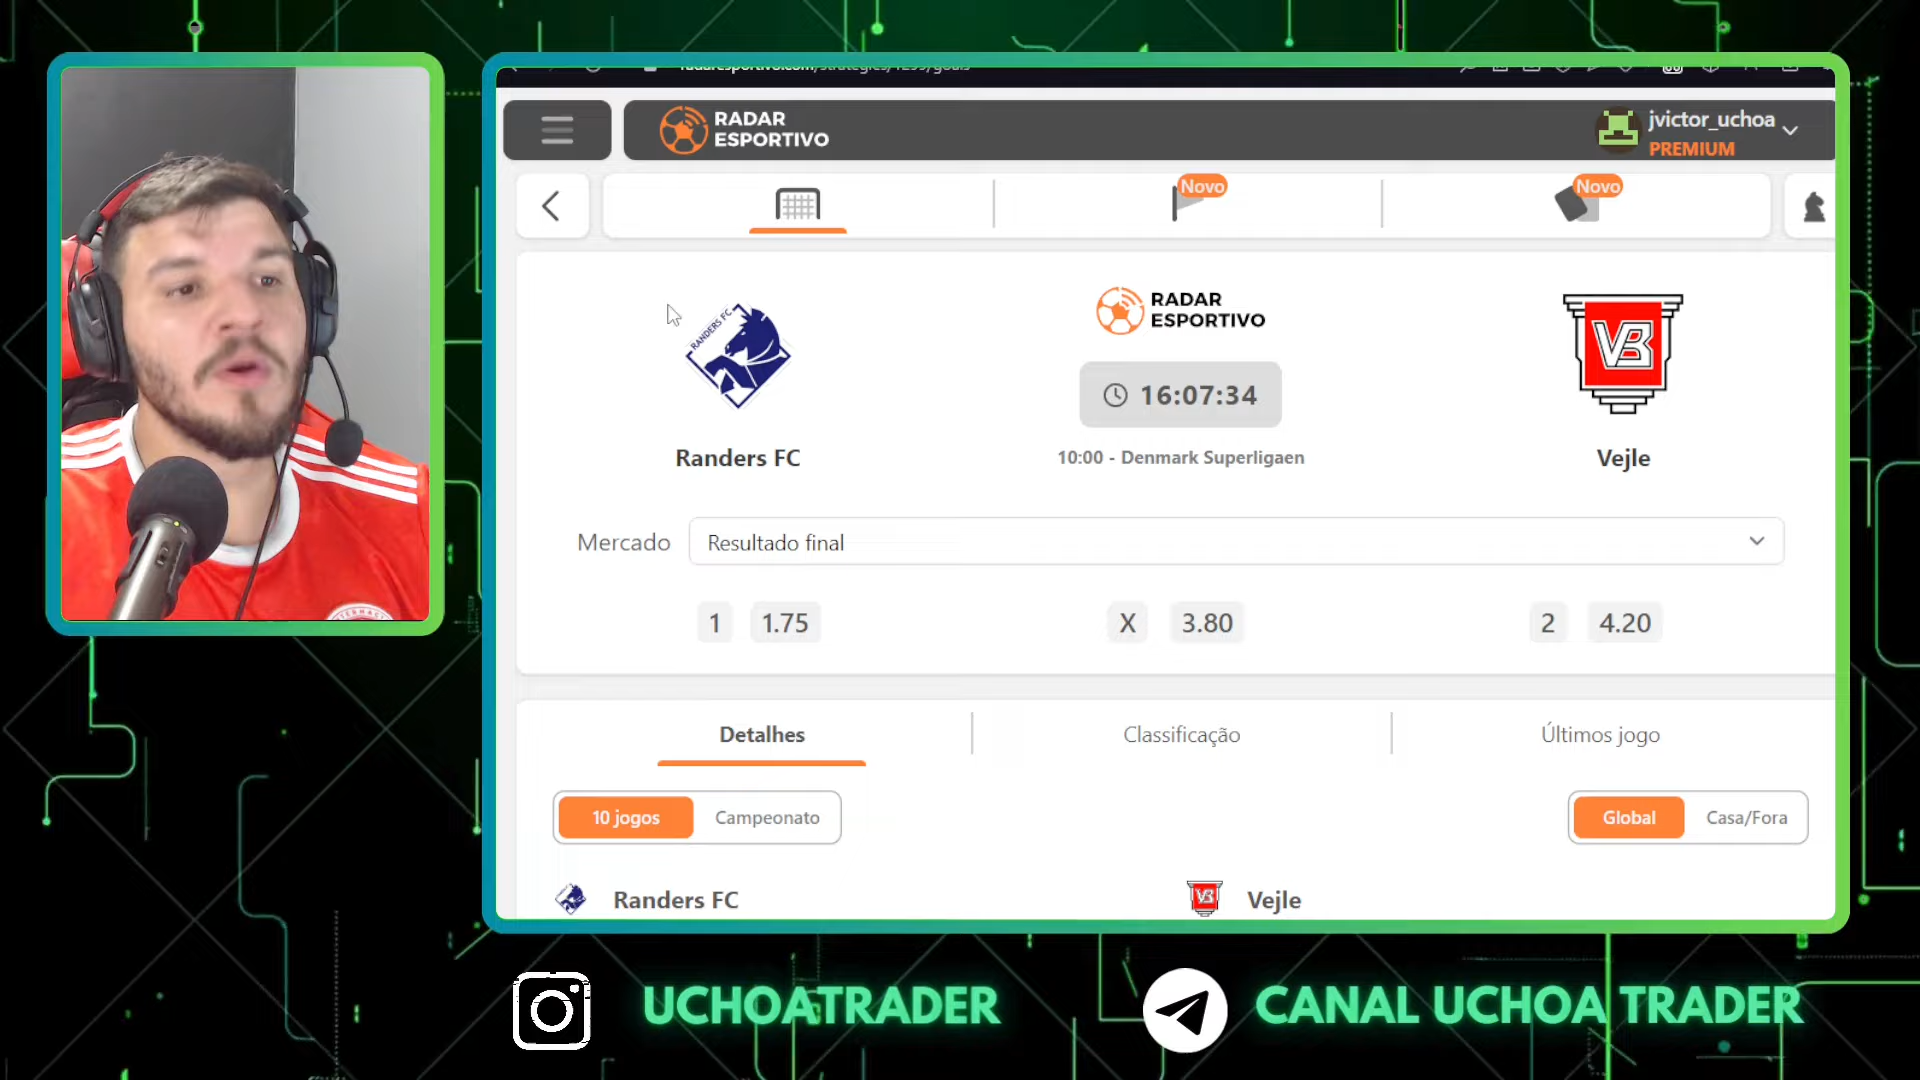 RADAR
ESPORTIVO
jvictor_uchoa
PREMIUM
Novo
Novo
RANDERS FC
RADAR
ESPORTIVO
16:07:34
Randers FC
10:00 - Denmark Superligaen
Vejle
Mercado
Resultado final
1 1.75
X 3.80
2 4.20
Detalhes
Classificação
Últimos jogo
10 jogos
Campeonato
Global
Casa/Fora
Randers FC
Vejle
UCHOATRADER
CANAL UCHOA TRADER